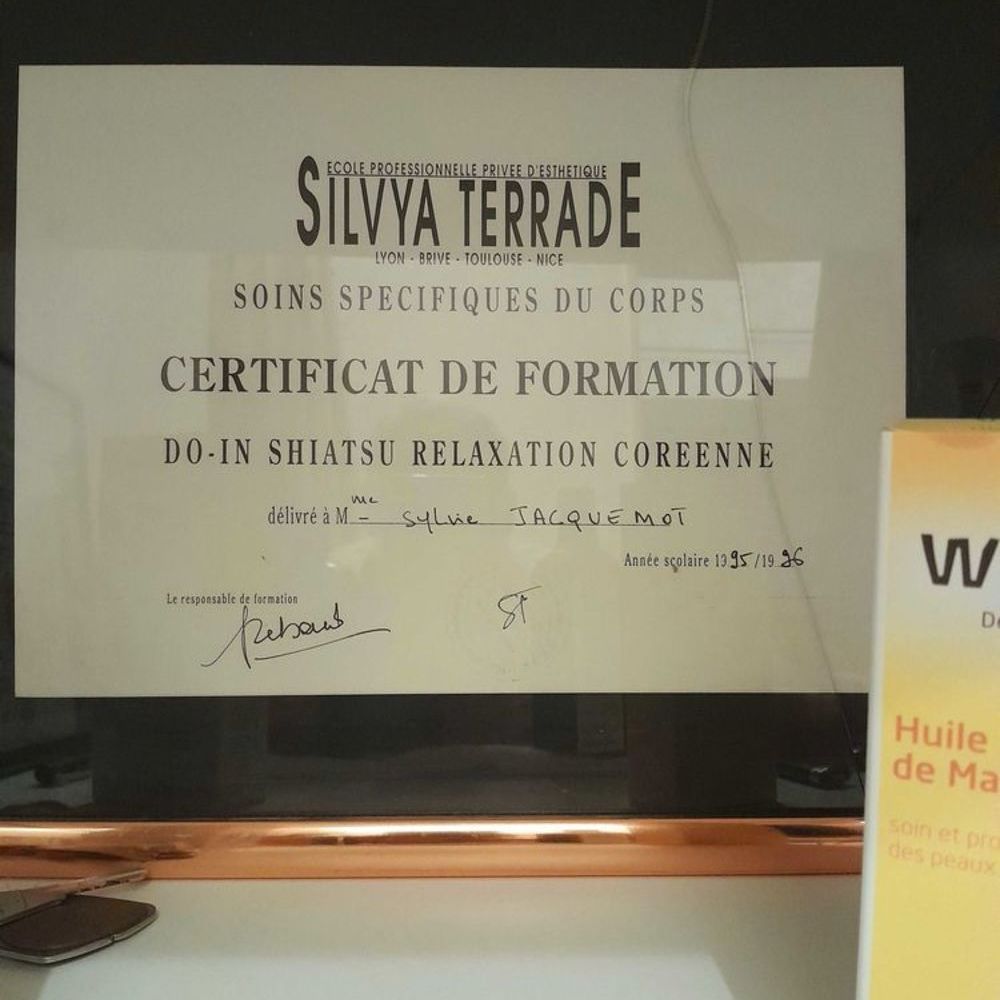 ECOLE PROFESSIONNELLE PRIVEE D'ESTHETIQUE
SILVYA TERRADE
LYON - BRIVE - TOULOUSE - NICE
SOINS SPECIFIQUES DU CORPS
CERTIFICAT DE FORMATION
DO-IN SHIATSU RELAXATION COREENNE
délivré à Mme Sylvie JACQUEMOT
Année scolaire 1995/1996
Le responsable de formation
ST
W
Huile
de Ma
soin et pro
des peaux